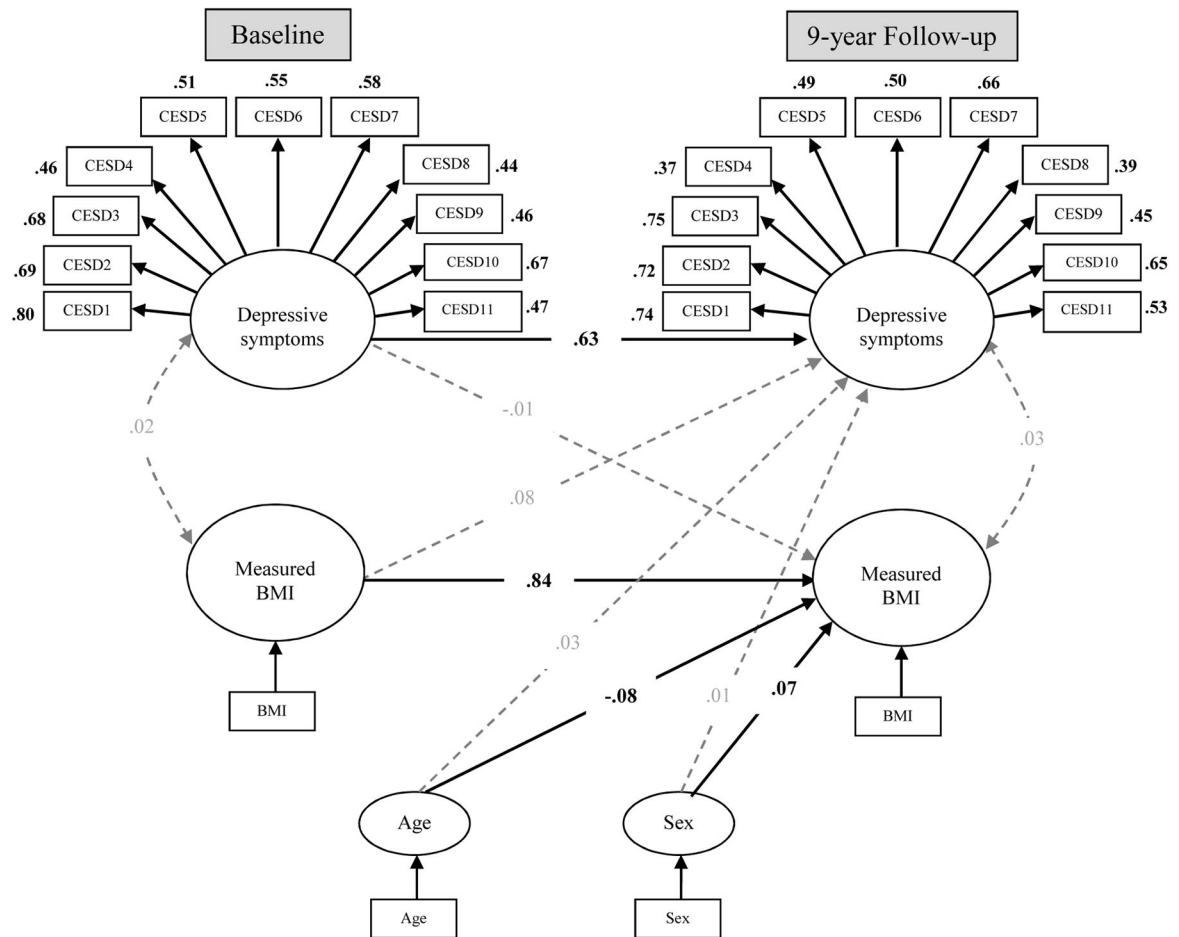 Baseline
9-year Follow-up
.51 .55 .58
CESD5 CESD6 CESD7
.46 CESD4
CESD8 .44
.68 CESD3
CESD9 .46
.69 CESD2
CESD10 .67
.80 CESD1
CESD11 .47
Depressive
symptoms
.49 .50 .66
CESD5 CESD6 CESD7
.37 CESD4
CESD8 .39
.75 CESD3
CESD9 .45
.72 CESD2
CESD10 .65
.74 CESD1
CESD11 .53
Depressive
symptoms
.63
.02
-.01
.03
.08
Measured
BMI
.84
Measured
BMI
.03
-.08
.01
.07
BMI
BMI
Age
Sex
Age
Sex